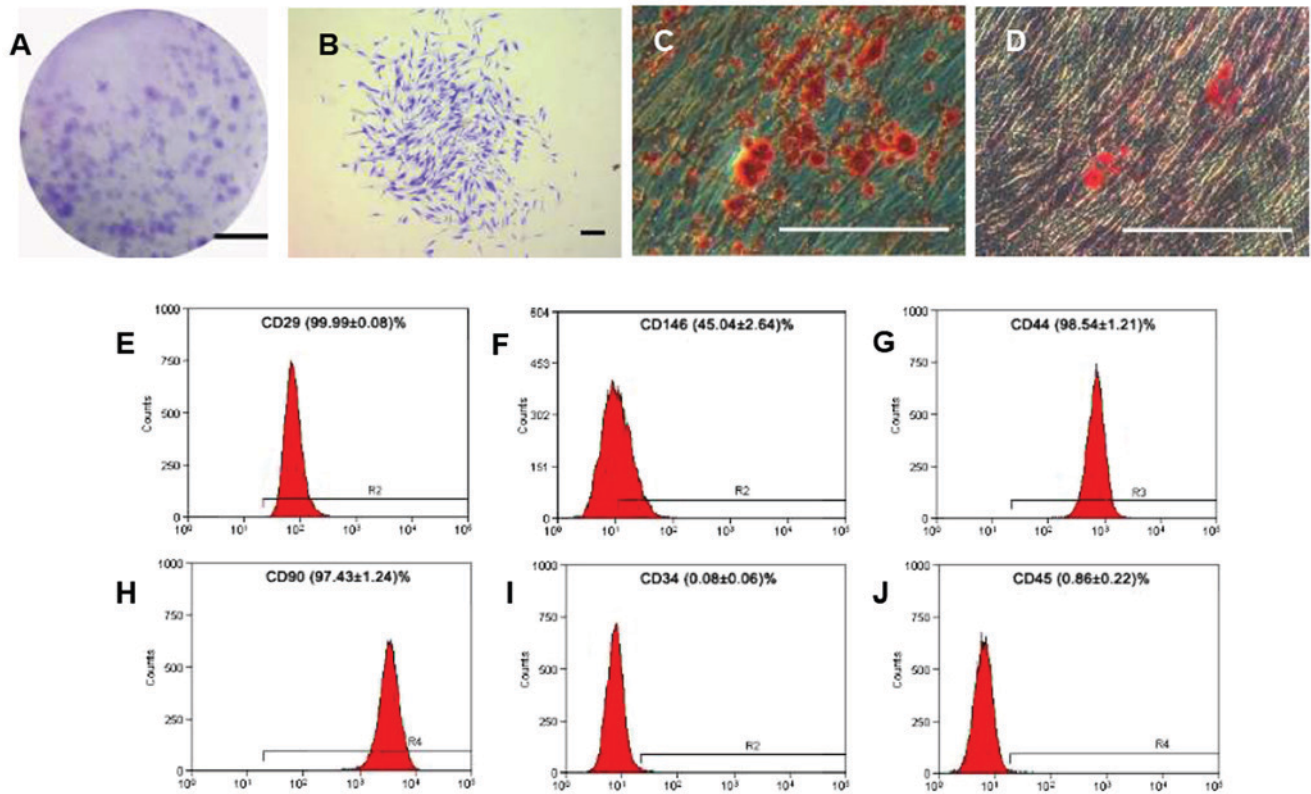 A
B
C
D
E
CD29 (99.99±0.08)%
1000
750
500
250
0
Counts
R2
10⁰ 10¹ 10² 10³ 10⁴ 10⁵
F
CD146 (45.04±2.64)%
604
453
302
151
0
Counts
R2
10⁰ 10¹ 10² 10³ 10⁴ 10⁵
G
CD44 (98.54±1.21)%
1000
750
500
250
0
Counts
R3
10⁰ 10¹ 10² 10³ 10⁴ 10⁵
H
CD90 (97.43±1.24)%
1000
750
500
250
0
Counts
R4
10⁰ 10¹ 10² 10³ 10⁴ 10⁵
I
CD34 (0.08±0.06)%
1000
750
500
250
0
Counts
R2
10⁰ 10¹ 10² 10³ 10⁴ 10⁵
J
CD45 (0.86±0.22)%
1000
750
500
250
0
Counts
R4
10⁰ 10¹ 10² 10³ 10⁴ 10⁵